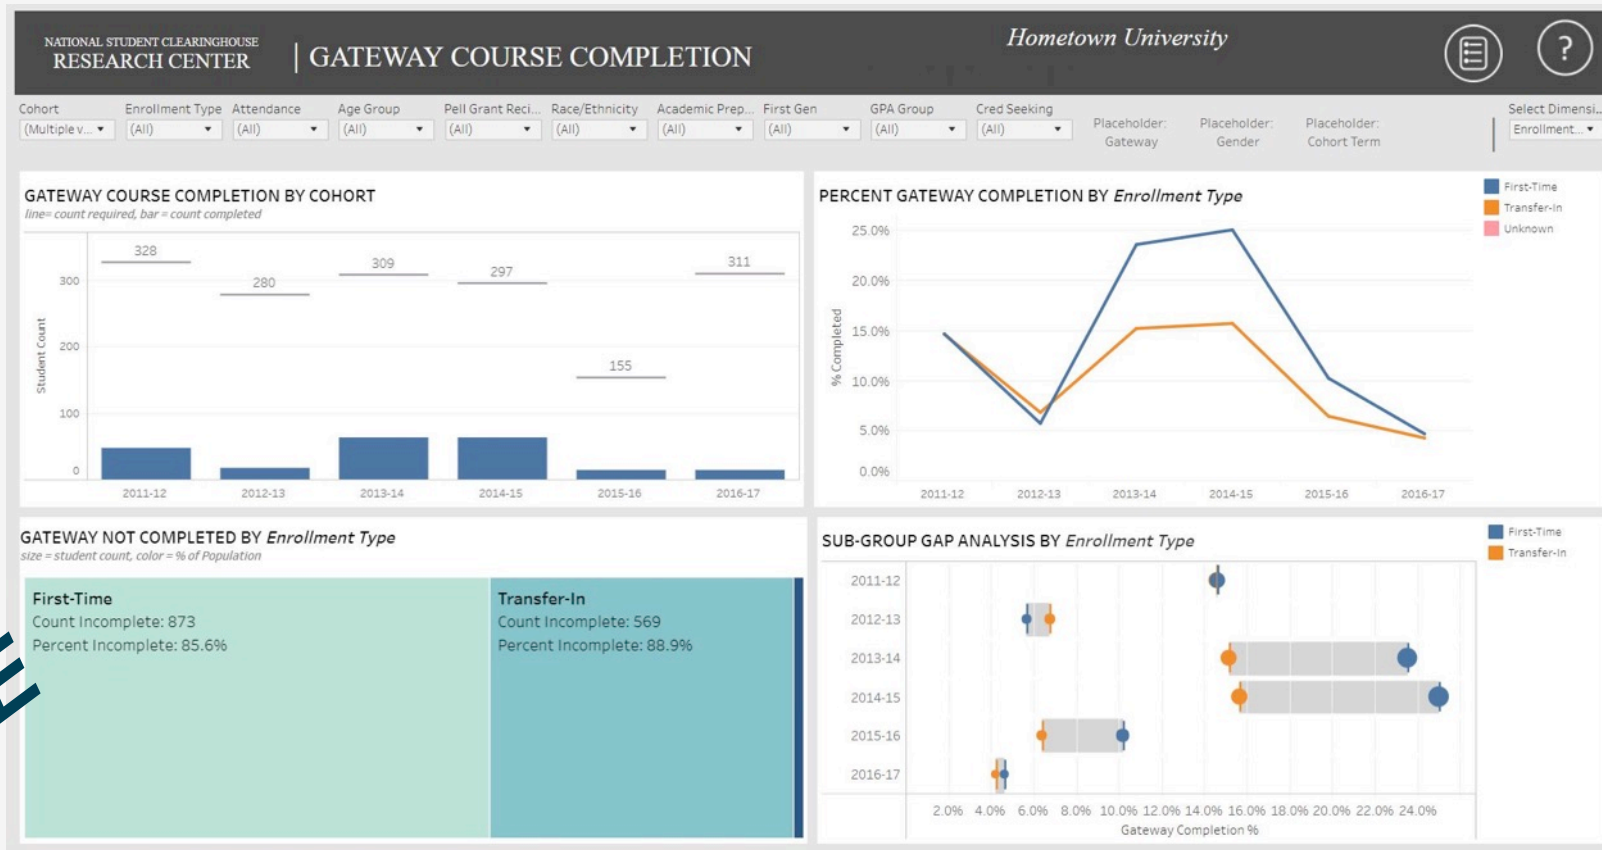 NATIONAL STUDENT CLEARINGHOUSE
RESEARCH CENTER
| GATEWAY COURSE COMPLETION
Hometown University
?
Cohort Enrollment Type Attendance Age Group Pell Grant Reci... Race/Ethnicity Academic Prep... First Gen GPA Group Cred Seeking Select Dimensi...
(Multiple v... (All) (All) (All) (All) (All) (All) (All) (All) (All) Placeholder: Placeholder: Placeholder: Enrollment...
Gateway Gender Cohort Term
GATEWAY COURSE COMPLETION BY COHORT
line= count required, bar = count completed
328
280
309
297
155
311
300
200
100
0
Student Count
2011-12 2012-13 2013-14 2014-15 2015-16 2016-17
PERCENT GATEWAY COMPLETION BY Enrollment Type
First-Time
Transfer-In
Unknown
25.0%
20.0%
15.0%
10.0%
5.0%
0.0%
% Completed
2011-12 2012-13 2013-14 2014-15 2015-16 2016-17
GATEWAY NOT COMPLETED BY Enrollment Type
size = student count, color = % of Population
First-Time
Count Incomplete: 873
Percent Incomplete: 85.6%
Transfer-In
Count Incomplete: 569
Percent Incomplete: 88.9%
SUB-GROUP GAP ANALYSIS BY Enrollment Type
First-Time
Transfer-In
2011-12
2012-13
2013-14
2014-15
2015-16
2016-17
2.0% 4.0% 6.0% 8.0% 10.0% 12.0% 14.0% 16.0% 18.0% 20.0% 22.0% 24.0%
Gateway Completion %